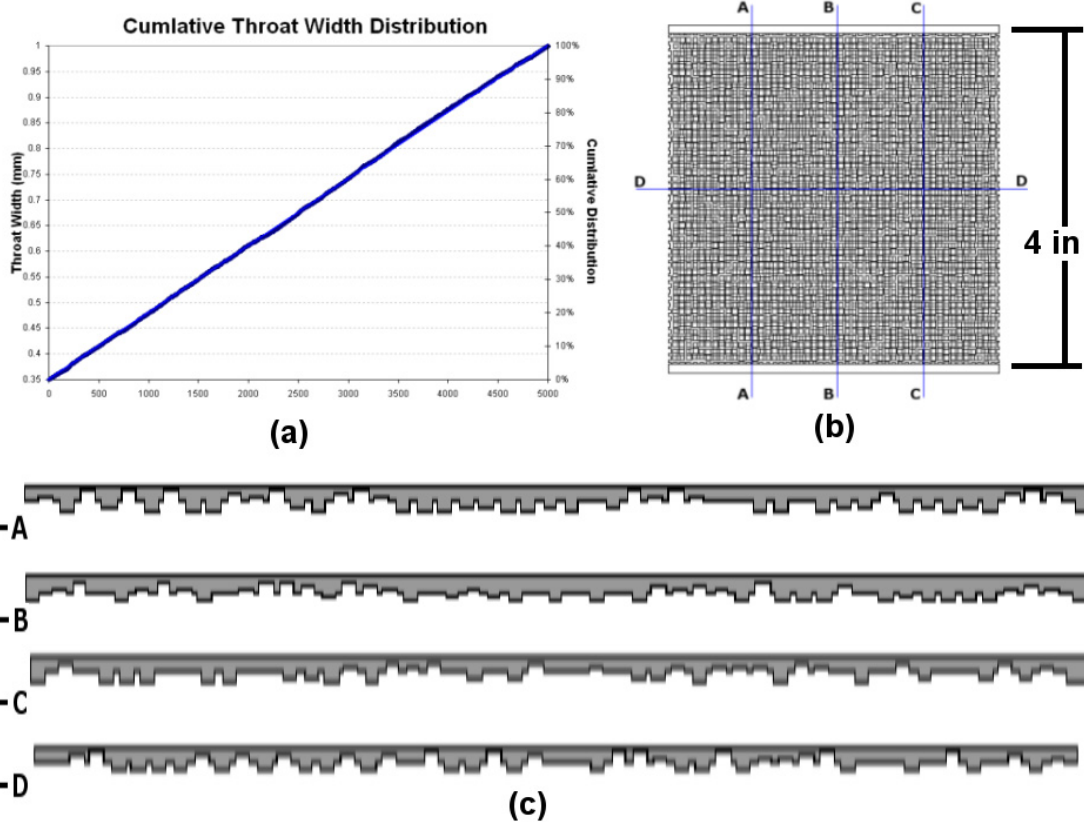 Cumlative Throat Width Distribution
Throat Width (mm)
1
0.95
0.9
0.85
0.8
0.75
0.7
0.65
0.6
0.55
0.5
0.45
0.4
0.35
0 500 1000 1500 2000 2500 3000 3500 4000 4500 5000
100%
90%
80%
70%
60%
50%
40%
30%
20%
10%
0%
Cumlative Distribution
(a)
A B C
D D
4 in
A B C
(b)
-A
-B
-C
-D
(c)